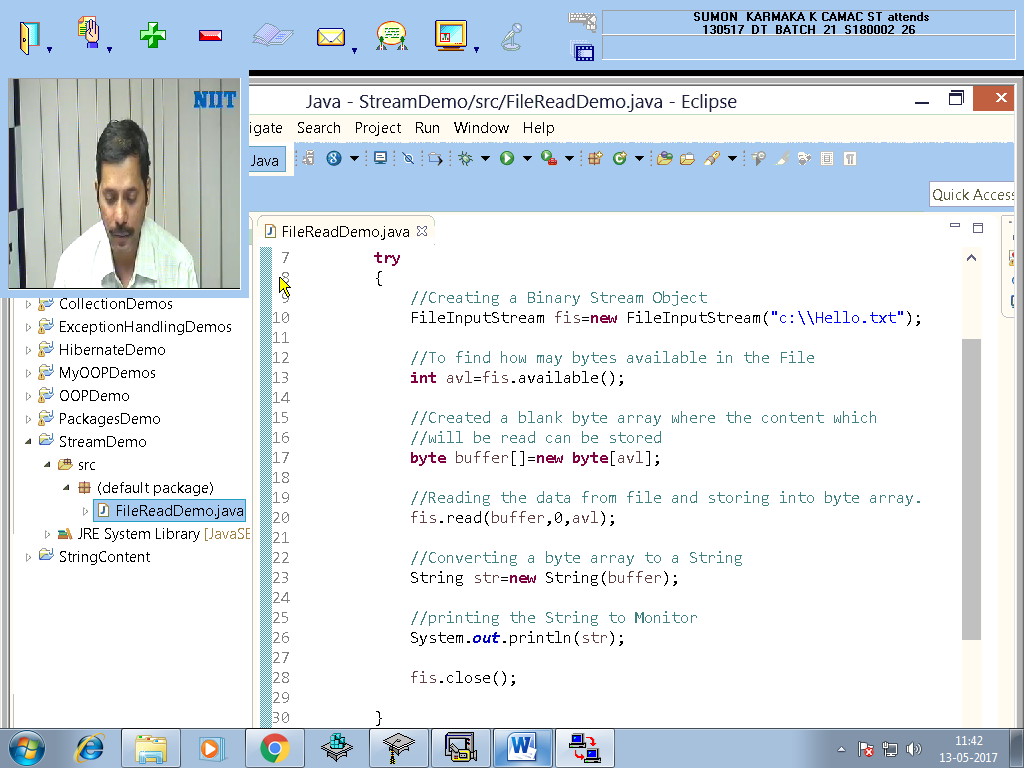 SUMON KARMAKA K CAMAC ST attends
130517 DT BATCH 21 S180002 26
NIIT
Java - StreamDemo/src/FileReadDemo.java - Eclipse
igate Search Project Run Window Help
Java
Quick Access
FileReadDemo.java
7 try
8 {
9 //Creating a Binary Stream Object
10 FileInputStream fis=new FileInputStream("c:\\Hello.txt");
11
12 //To find how may bytes available in the File
13 int avl=fis.available();
14
15 //Created a blank byte array where the content which
16 //will be read can be stored
17 byte buffer[]=new byte[avl];
18
19 //Reading the data from file and storing into byte array.
20 fis.read(buffer,0,avl);
21
22 //Converting a byte array to a String
23 String str=new String(buffer);
24
25 //printing the String to Monitor
26 System.out.println(str);
27
28 fis.close();
29
30 }
CollectionDemos
ExceptionHandlingDemos
HibernateDemo
MyOOPDemos
OOPDemo
PackagesDemo
StreamDemo
src
(default package)
FileReadDemo.java
JRE System Library [JavaSE
StringContent
11:42
13-05-2017